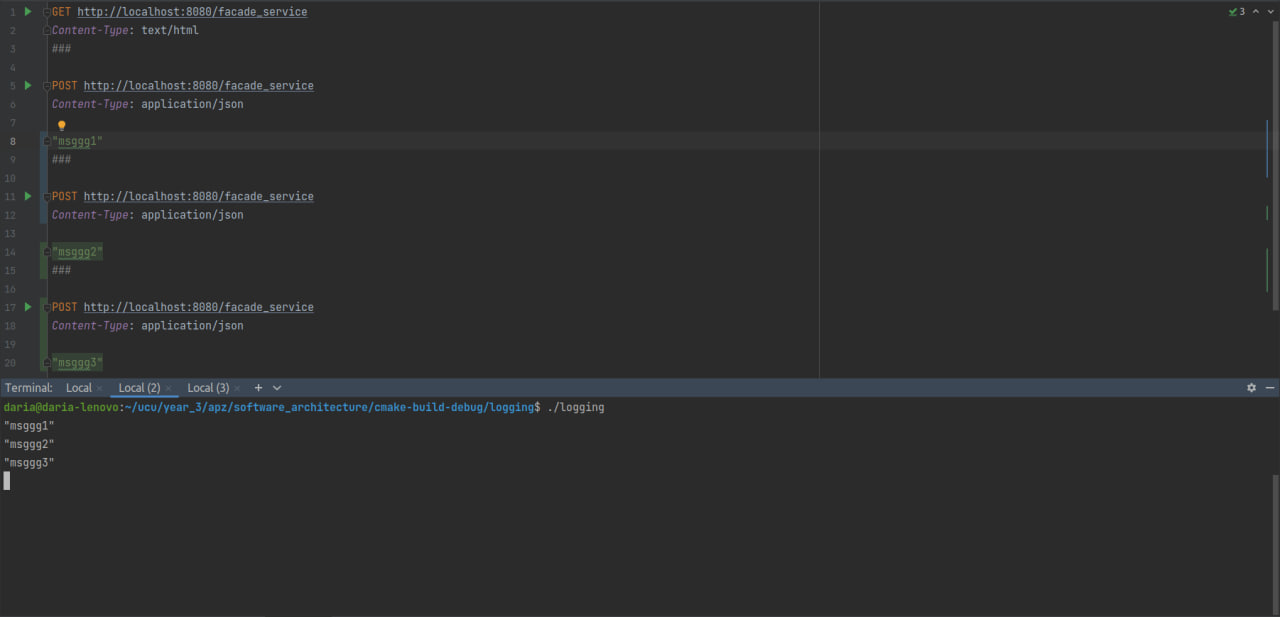 1 GET http://localhost:8080/facade_service
3
2 Content-Type: text/html
3 ###
4
5 POST http://localhost:8080/facade_service
6 Content-Type: application/json
7
8 "msggg1"
9 ###
10
11 POST http://localhost:8080/facade_service
12 Content-Type: application/json
13
14 "msggg2"
15 ###
16
17 POST http://localhost:8080/facade_service
18 Content-Type: application/json
19
20 "msggg3"
Terminal: Local × Local (2) × Local (3) × +
daria@daria-lenovo:~/ucu/year_3/apz/software_architecture/cmake-build-debug/logging$ ./logging
"msggg1"
"msggg2"
"msggg3"